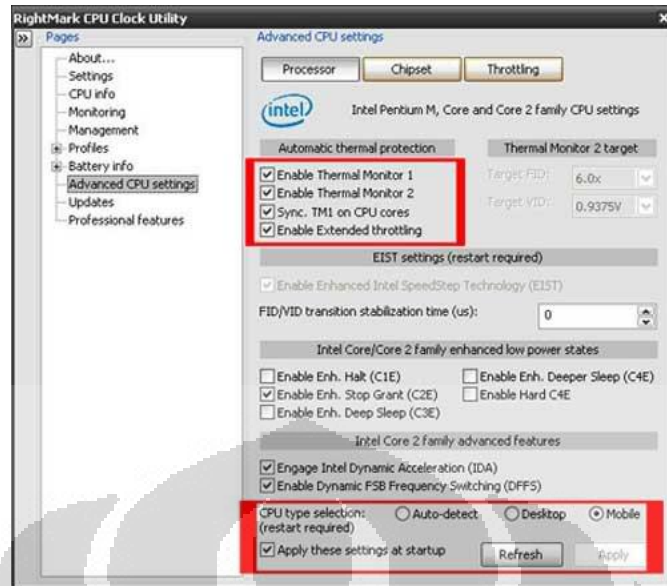 RightMark CPU Clock Utility
Pages
About...
Settings
CPU info
Monitoring
Management
Profiles
Battery info
Advanced CPU settings
Updates
Professional features
Advanced CPU settings
Processor Chipset Throttling
intel Intel Pentium M, Core and Core 2 family CPU settings
Automatic thermal protection Thermal Monitor 2 target
Enable Thermal Monitor 1 Target FID: 6.0x
Enable Thermal Monitor 2
Sync. TM1 on CPU cores Target VID: 0.9375V
Enable Extended throttling
EIST settings (restart required)
Enable Enhanced Intel SpeedStep Technology (EIST)
FID/VID transition stabilization time (us): 0
Intel Core/Core 2 family enhanced low power states
Enable Enh. Halt (C1E) Enable Enh. Deeper Sleep (C4E)
Enable Enh. Stop Grant (C2E) Enable Hard C4E
Enable Enh. Deep Sleep (C3E)
Intel Core 2 family advanced features
Engage Intel Dynamic Acceleration (IDA)
Enable Dynamic FSB Frequency Switching (DFFS)
CPU type selection: Auto-detect Desktop Mobile
(restart required)
Apply these settings at startup Refresh Apply